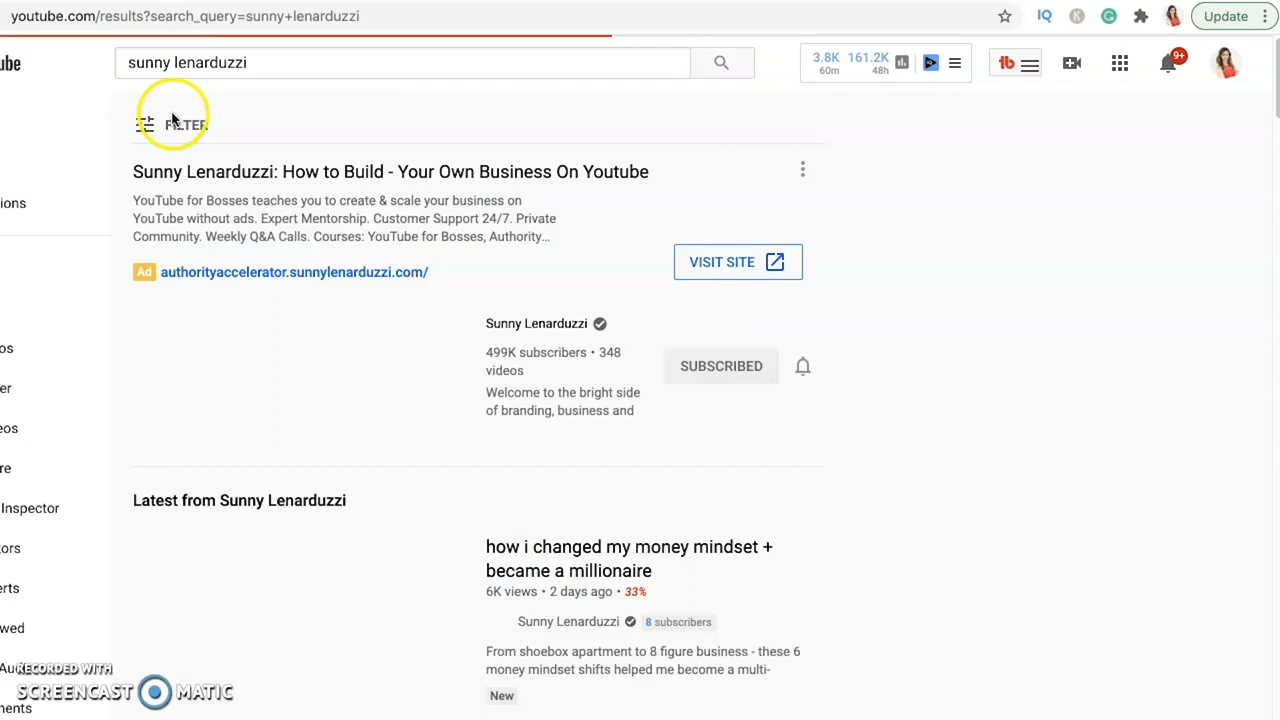 youtube.com/results?search_query=sunny+lenarduzzi
Update
ube
sunny lenarduzzi
3.8K 161.2K
60m 48h
tb
9+
IQ
K
G
FILTER
Sunny Lenarduzzi: How to Build - Your Own Business On Youtube
YouTube for Bosses teaches you to create & scale your business on
YouTube without ads. Expert Mentorship. Customer Support 24/7. Private
Community. Weekly Q&A Calls. Courses: YouTube for Bosses, Authority...
Ad authorityaccelerator.sunnylenarduzzi.com/
VISIT SITE
Sunny Lenarduzzi
499K subscribers • 348
videos
Welcome to the bright side
of branding, business and
SUBSCRIBED
Latest from Sunny Lenarduzzi
how i changed my money mindset +
became a millionaire
6K views • 2 days ago • 33%
Sunny Lenarduzzi 8 subscribers
From shoebox apartment to 8 figure business - these 6
money mindset shifts helped me become a multi-
New
ions
os
er
eos
re
Inspector
tors
erts
wed
Au
ments
RECORDED WITH
SCREENCAST MATIC